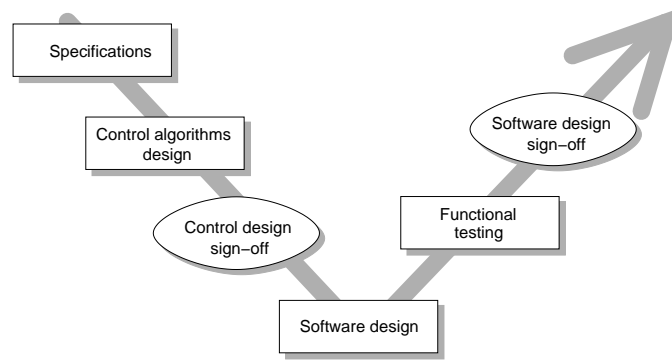 Specifications
Control algorithms
design
Control design
sign−off
Software design
Functional
testing
Software design
sign−off